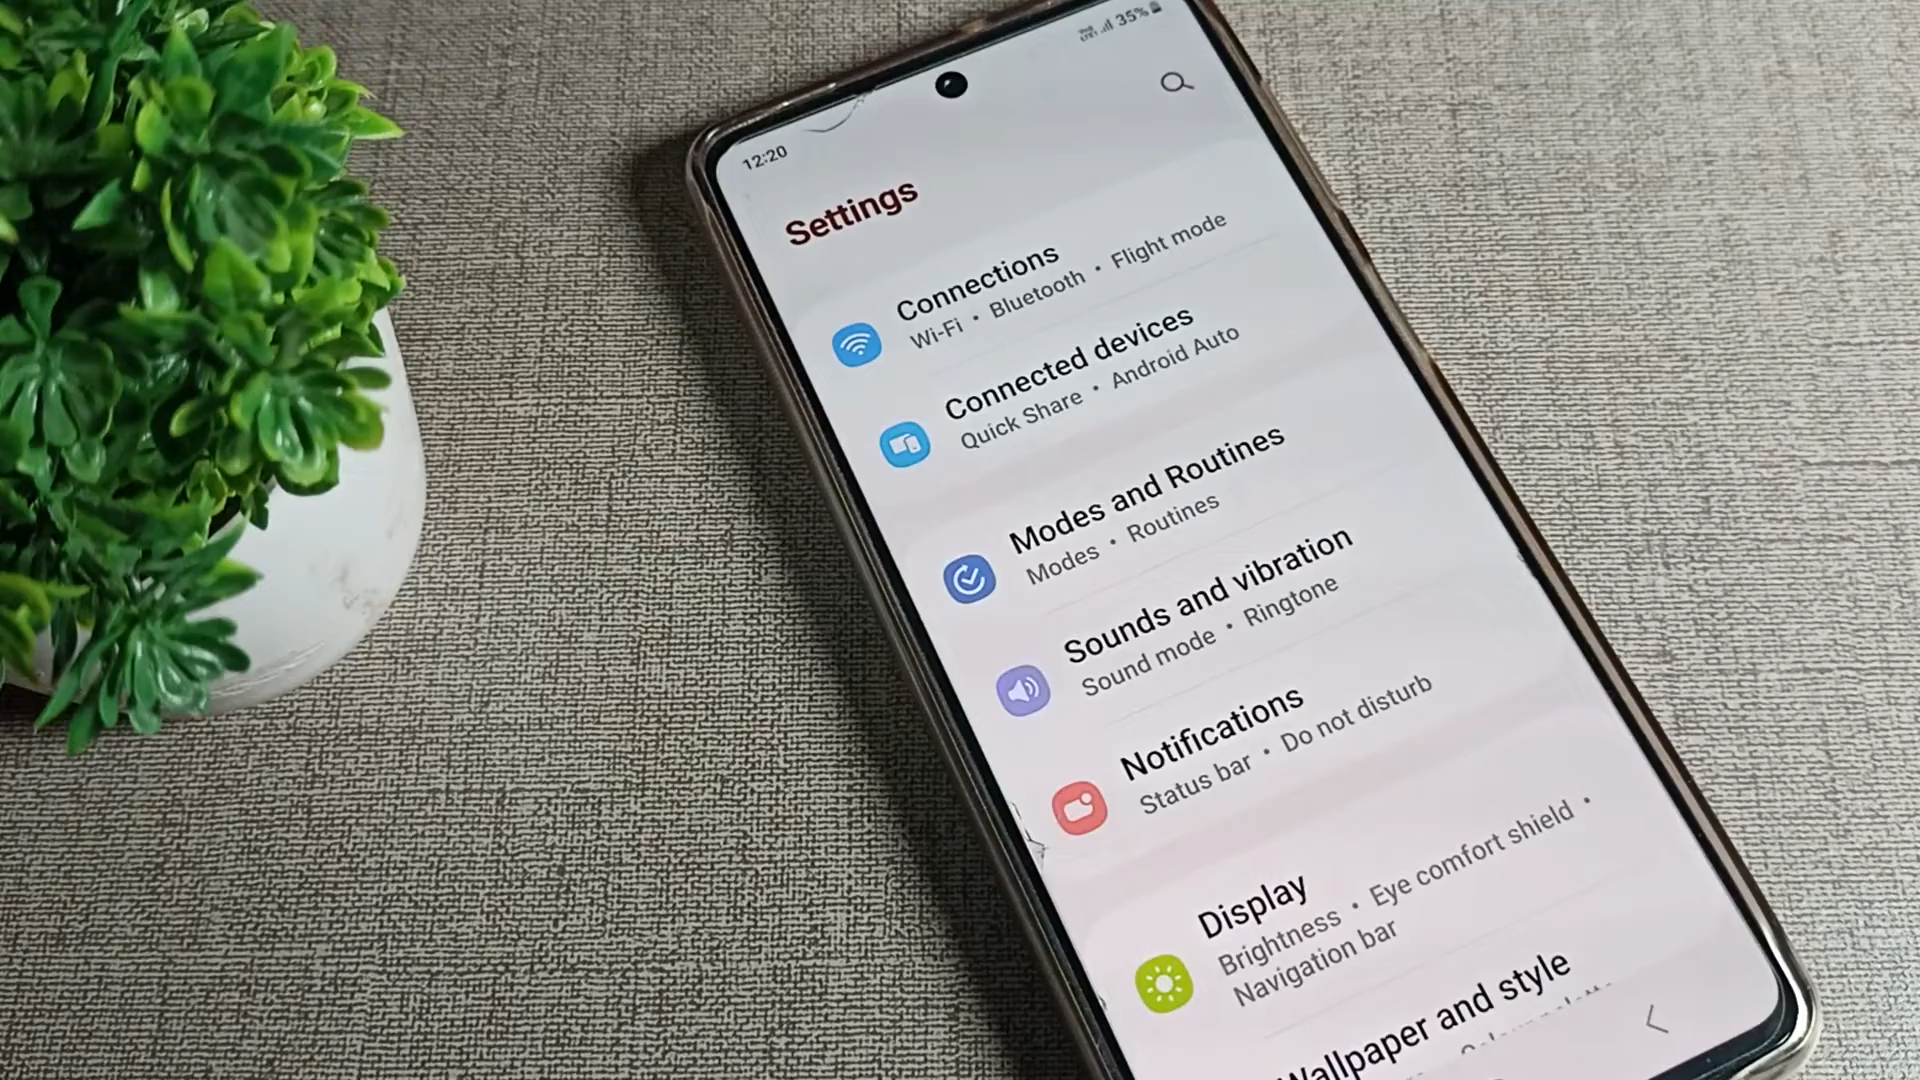 35%
12:20
Settings
Connections
Wi-Fi • Bluetooth • Flight mode
Connected devices
Quick Share • Android Auto
Modes and Routines
Modes • Routines
Sounds and vibration
Sound mode • Ringtone
Notifications
Status bar • Do not disturb
Display
Brightness • Eye comfort shield •
Navigation bar
Wallpaper and style